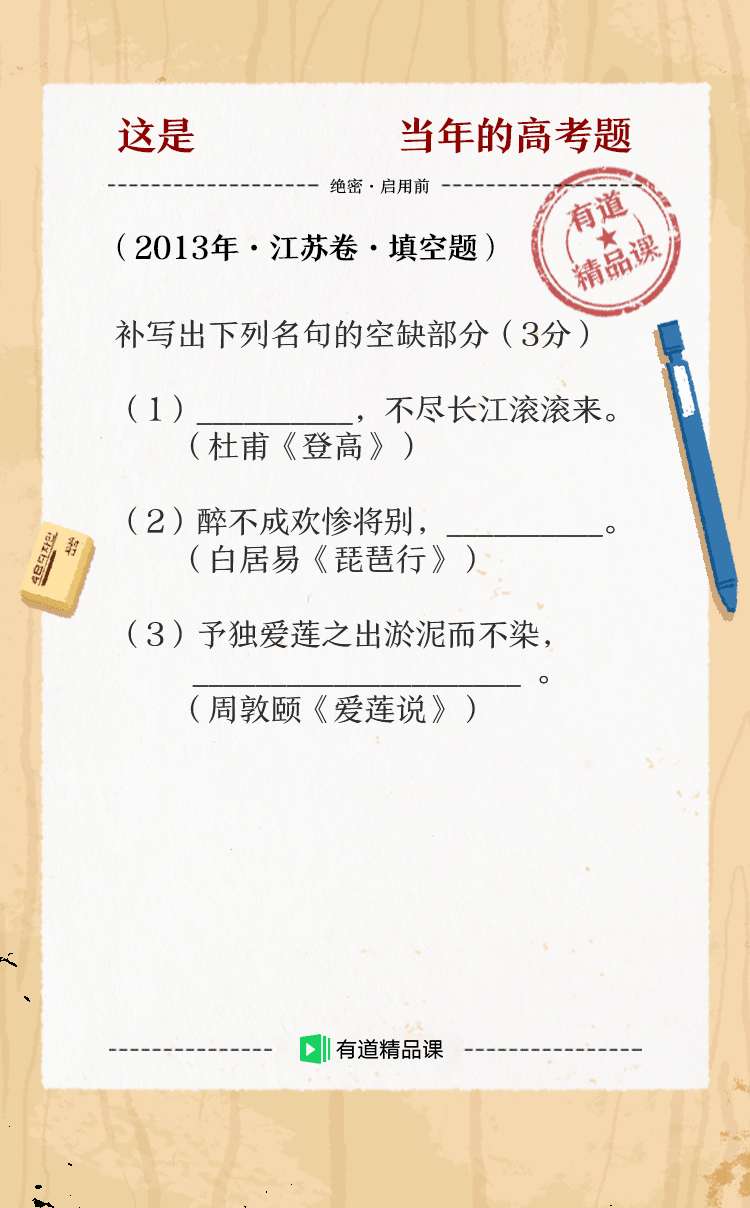 这是 当年的高考题
绝密·启用前
有道
精品课
（2013年·江苏卷·填空题）
补写出下列名句的空缺部分（3分）
（1）__________，不尽长江滚滚来。
（杜甫《登高》）
（2）醉不成欢惨将别，__________。
（白居易《琵琶行》）
（3）予独爱莲之出淤泥而不染，
_____________________ 。
（周敦颐《爱莲说》）
有道精品课